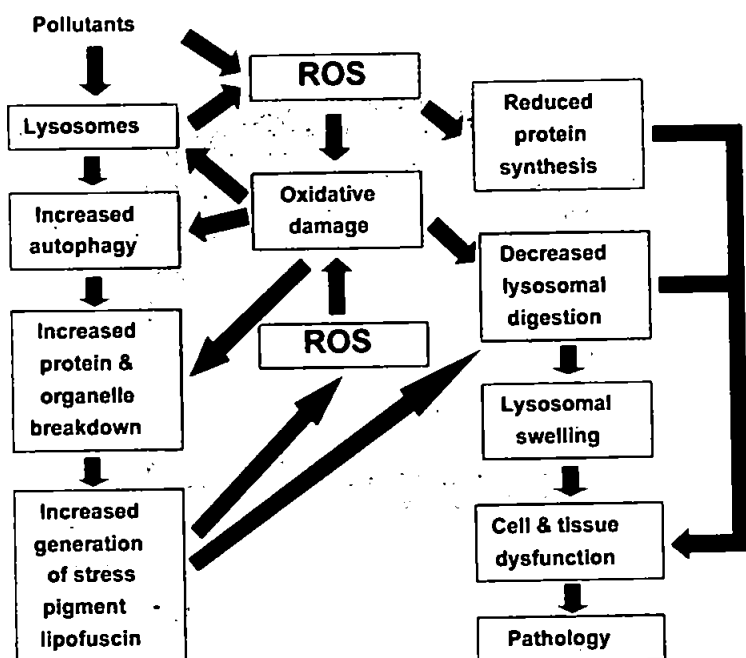 Pollutants
ROS
Lysosomes
Reduced
protein
synthesis
Increased
autophagy
Oxidative
damage
Decreased
lysosomal
digestion
Increased
protein &
organelle
breakdown
ROS
Lysosomal
swelling
Increased
generation
of stress
pigment
lipofuscin
Cell & tissue
dysfunction
Pathology